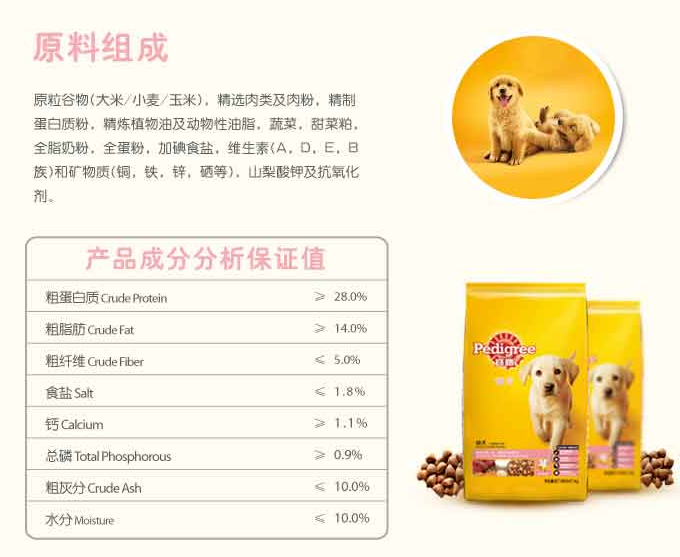 原料组成
原粒谷物(大米/小麦/玉米)，精选肉类及肉粉，精制
蛋白质粉，精炼植物油及动物性油脂，蔬菜，甜菜粕，
全脂奶粉，全蛋粉，加碘食盐，维生素(A，D，E，B
族)和矿物质(铜，铁，锌，硒等)，山梨酸钾及抗氧化
剂。
产品成分分析保证值
粗蛋白质 Crude Protein ≥ 28.0%
粗脂肪 Crude Fat ≥ 14.0%
粗纤维 Crude Fiber ≤ 5.0%
食盐 Salt ≤ 1.8%
钙 Calcium ≥ 1.1%
总磷 Total Phosphorous ≥ 0.9%
粗灰分 Crude Ash ≤ 10.0%
水分 Moisture ≤ 10.0%
Pedigree
宝路
幼犬